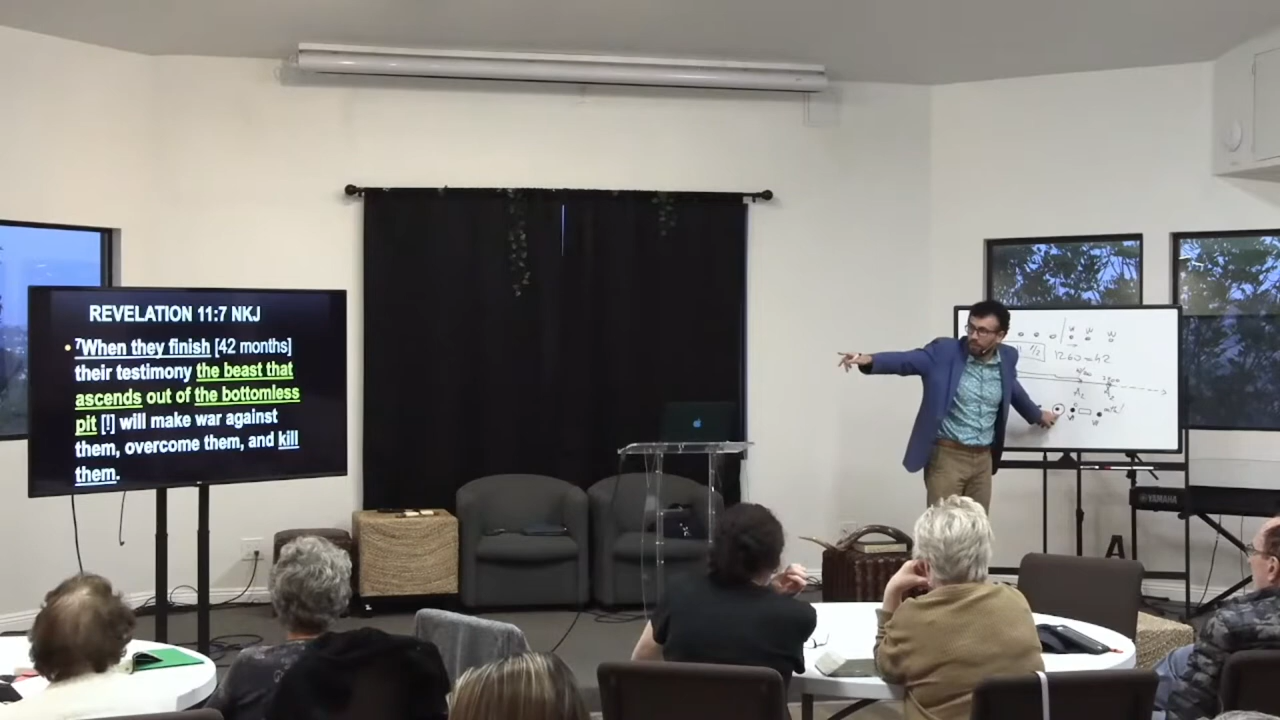 REVELATION 11:7 NKJ
• ⁷When they finish [42 months]
their testimony the beast that
ascends out of the bottomless
pit [!] will make war against
them, overcome them, and kill
them.
1260=42
YAMAHA